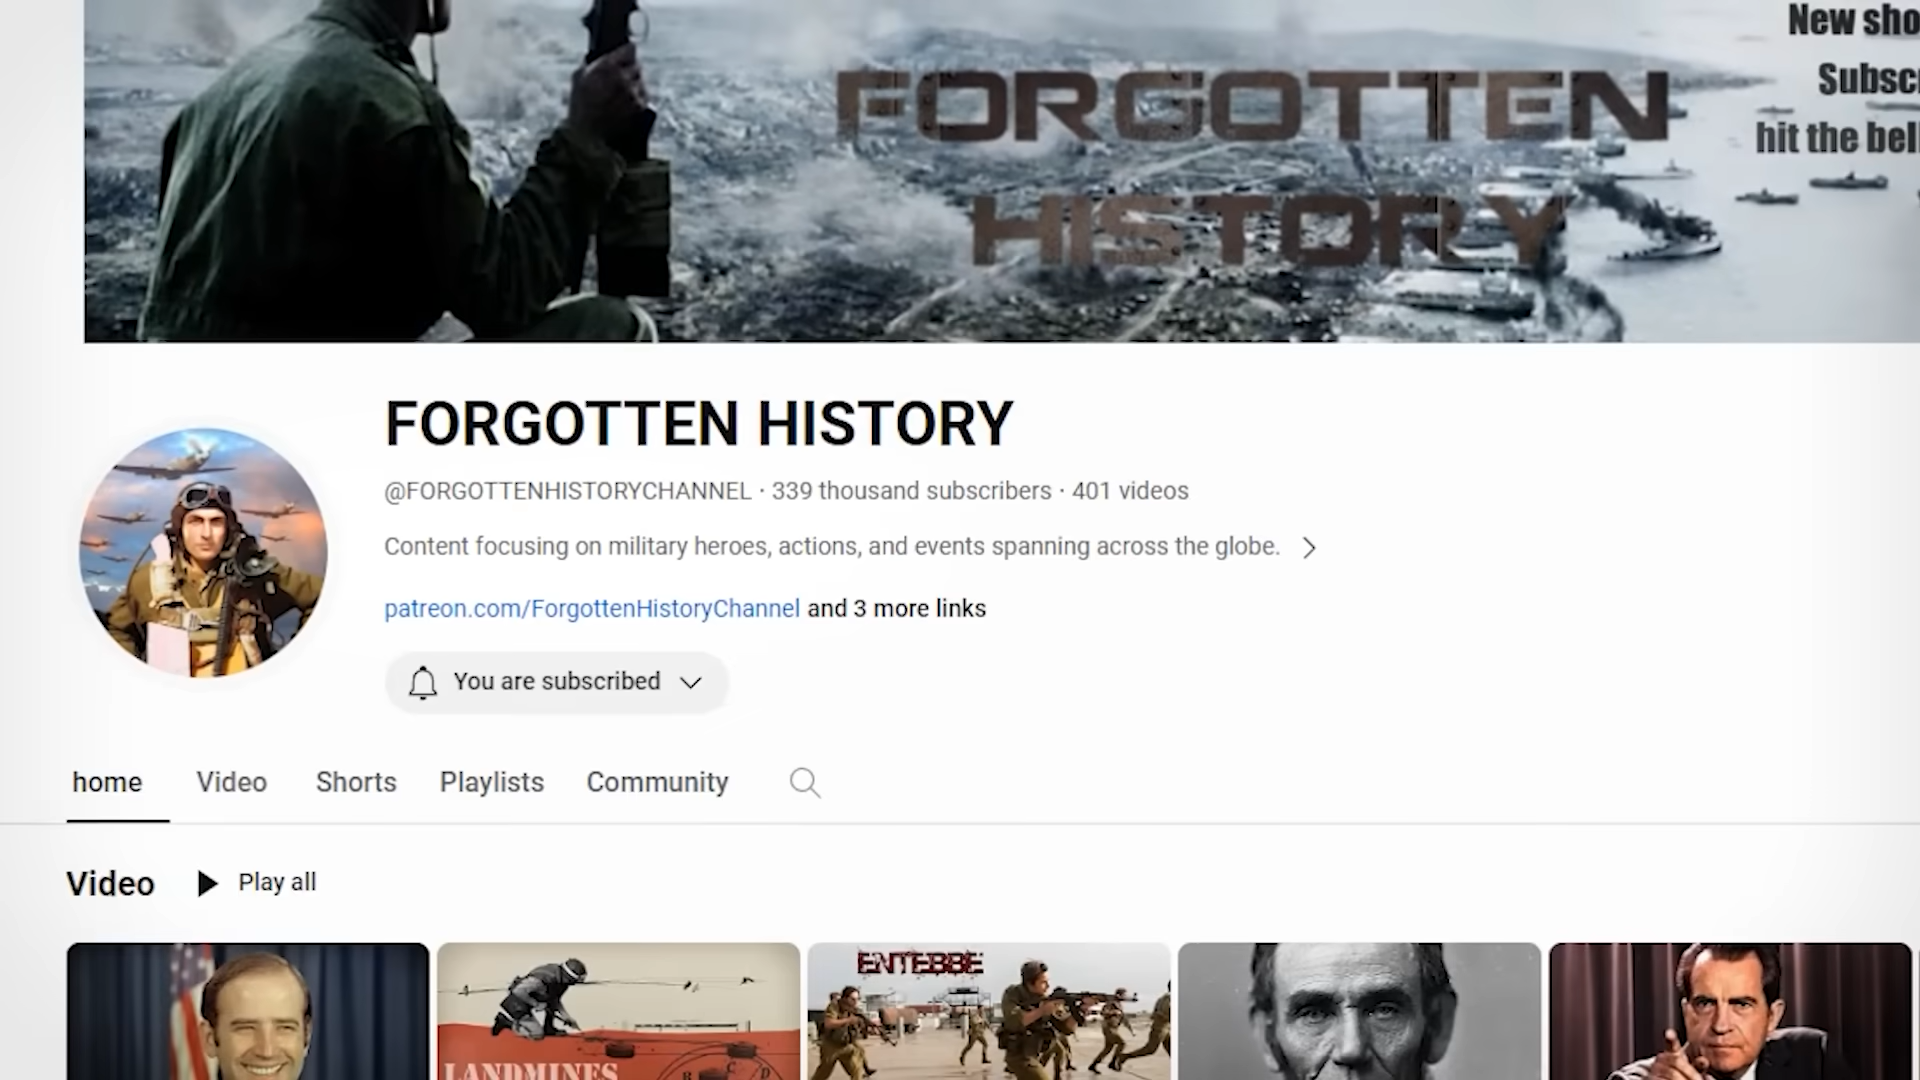 New sho
Subsc
hit the bell
FORGOTTEN
HISTORY
FORGOTTEN HISTORY
@FORGOTTENHISTORYCHANNEL · 339 thousand subscribers · 401 videos
Content focusing on military heroes, actions, and events spanning across the globe.
patreon.com/ForgottenHistoryChannel and 3 more links
You are subscribed
home Video Shorts Playlists Community
Video Play all
ENTEBBE
LANDMINES
B C D